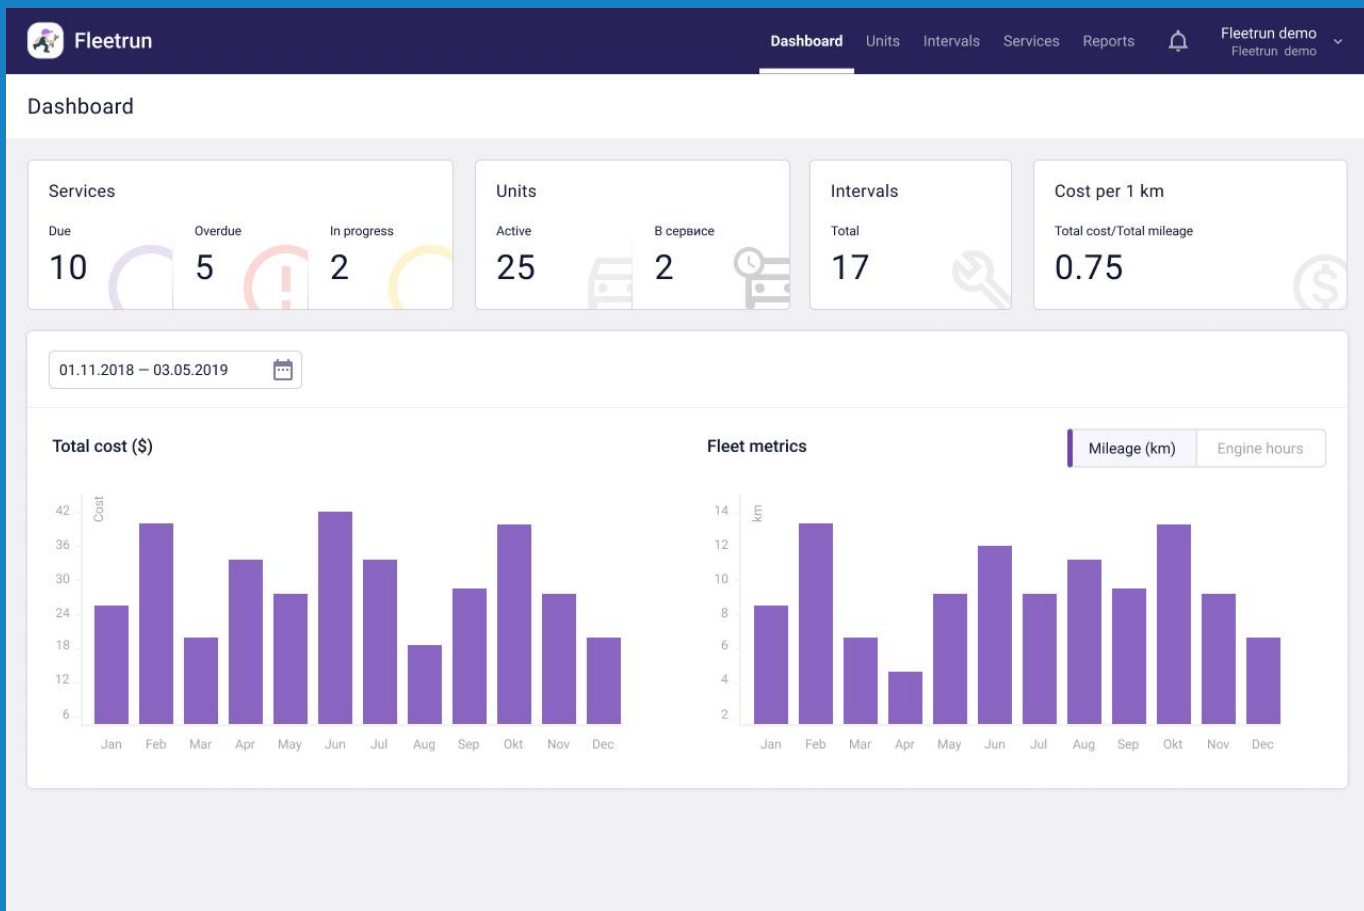 Fleetrun
Dashboard Units Intervals Services Reports
Fleetrun demo
Fleetrun demo
Dashboard
Services
Due Overdue In progress
10 5 2
Units
Active В сервисе
25 2
Intervals
Total
17
Cost per 1 km
Total cost/Total mileage
0.75
01.11.2018 — 03.05.2019
Total cost ($)
Cost
42
36
30
24
18
12
6
Jan Feb Mar Apr May Jun Jul Aug Sep Okt Nov Dec
Fleet metrics
Mileage (km) Engine hours
km
14
12
10
8
6
4
2
Jan Feb Mar Apr May Jun Jul Aug Sep Okt Nov Dec